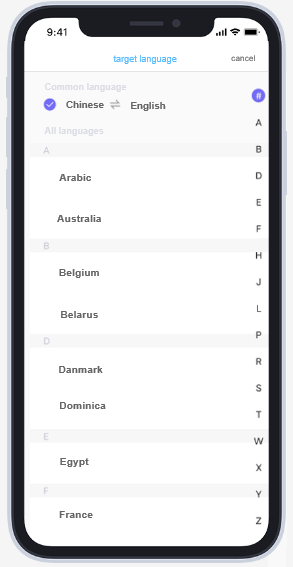 9:41
target language cancel
Common language
Chinese ⇌ English
All languages
A
Arabic
Australia
B
Belgium
Belarus
D
Danmark
Dominica
E
Egypt
F
France
#
A
B
D
E
F
H
J
L
P
R
S
T
W
X
Y
Z